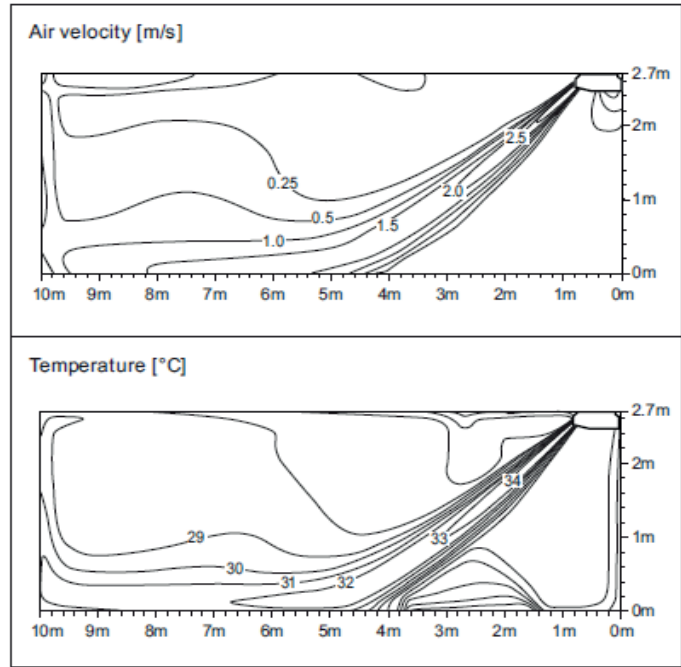 Air velocity [m/s]
2.7m
2.5
2m
0.25
2.0
1m
0.5
1.5
1.0
0m
10m 9m 8m 7m 6m 5m 4m 3m 2m 1m 0m
Temperature [°C]
2.7m
2m
34
29
33
1m
30
31
32
0m
10m 9m 8m 7m 6m 5m 4m 3m 2m 1m 0m